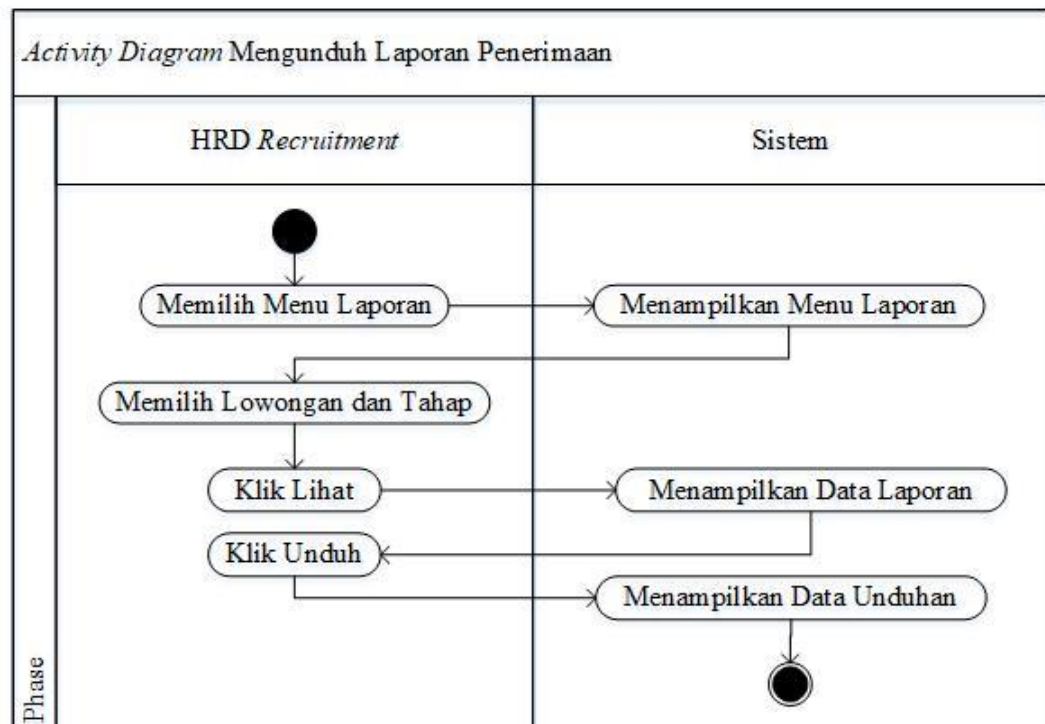 Activity Diagram Mengunduh Laporan Penerimaan
HRD Recruitment
Sistem
Memilih Menu Laporan
Menampilkan Menu Laporan
Memilih Lowongan dan Tahap
Klik Lihat
Menampilkan Data Laporan
Klik Unduh
Menampilkan Data Unduhan
Phase